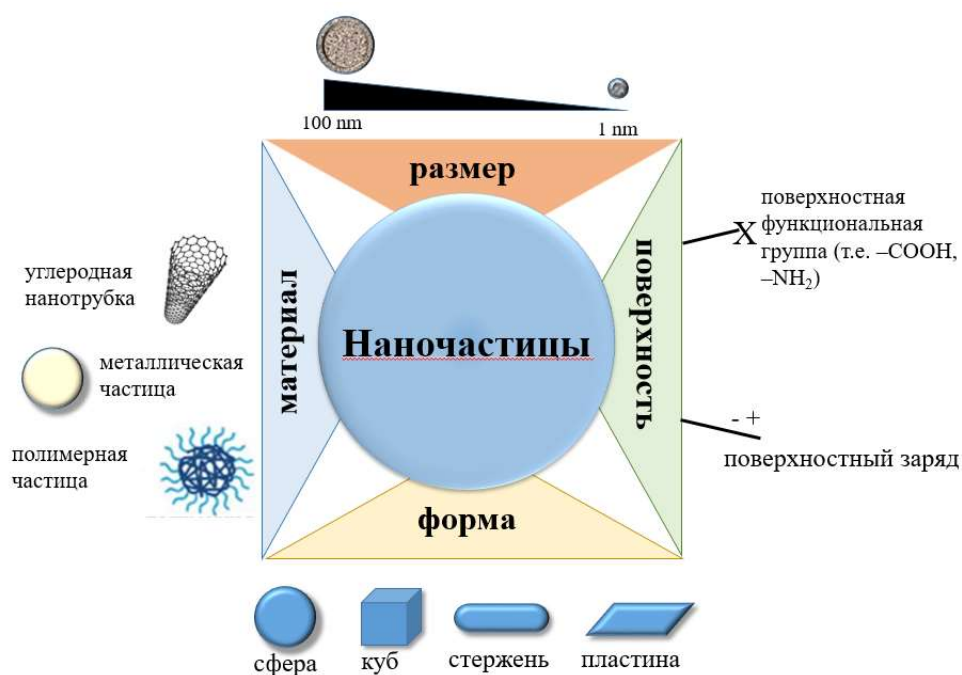 100 nm
1 nm
размер
материал
Наночастицы
поверхность
форма
углеродная
нанотрубка
металлическая
частица
полимерная
частица
поверхностная
функциональная
X группа (т.е. –COOH,
–NH₂)
- +
поверхностный заряд
сфера
куб
стержень
пластина